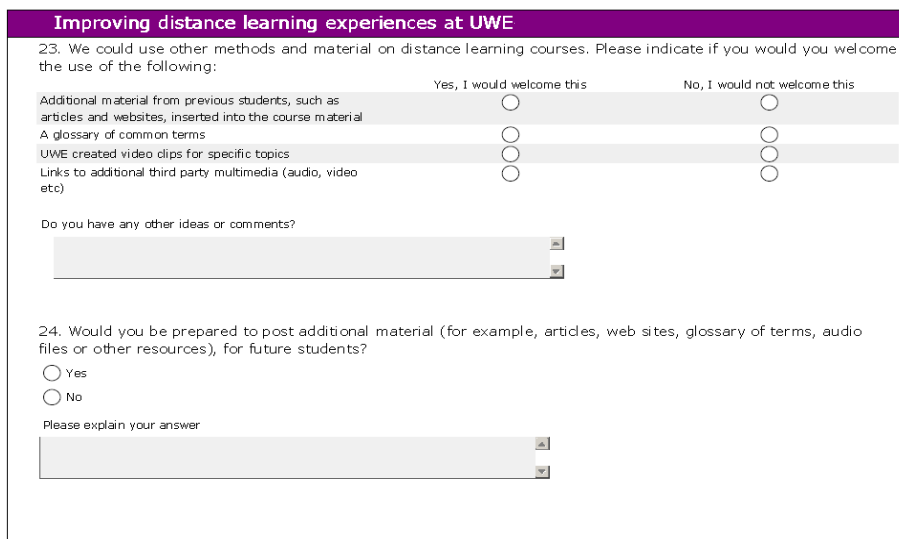 Improving distance learning experiences at UWE
23. We could use other methods and material on distance learning courses. Please indicate if you would you welcome
the use of the following:
Yes, I would welcome this No, I would not welcome this
Additional material from previous students, such as
articles and websites, inserted into the course material
A glossary of common terms
UWE created video clips for specific topics
Links to additional third party multimedia (audio, video
etc)
Do you have any other ideas or comments?
24. Would you be prepared to post additional material (for example, articles, web sites, glossary of terms, audio
files or other resources), for future students?
Yes
No
Please explain your answer